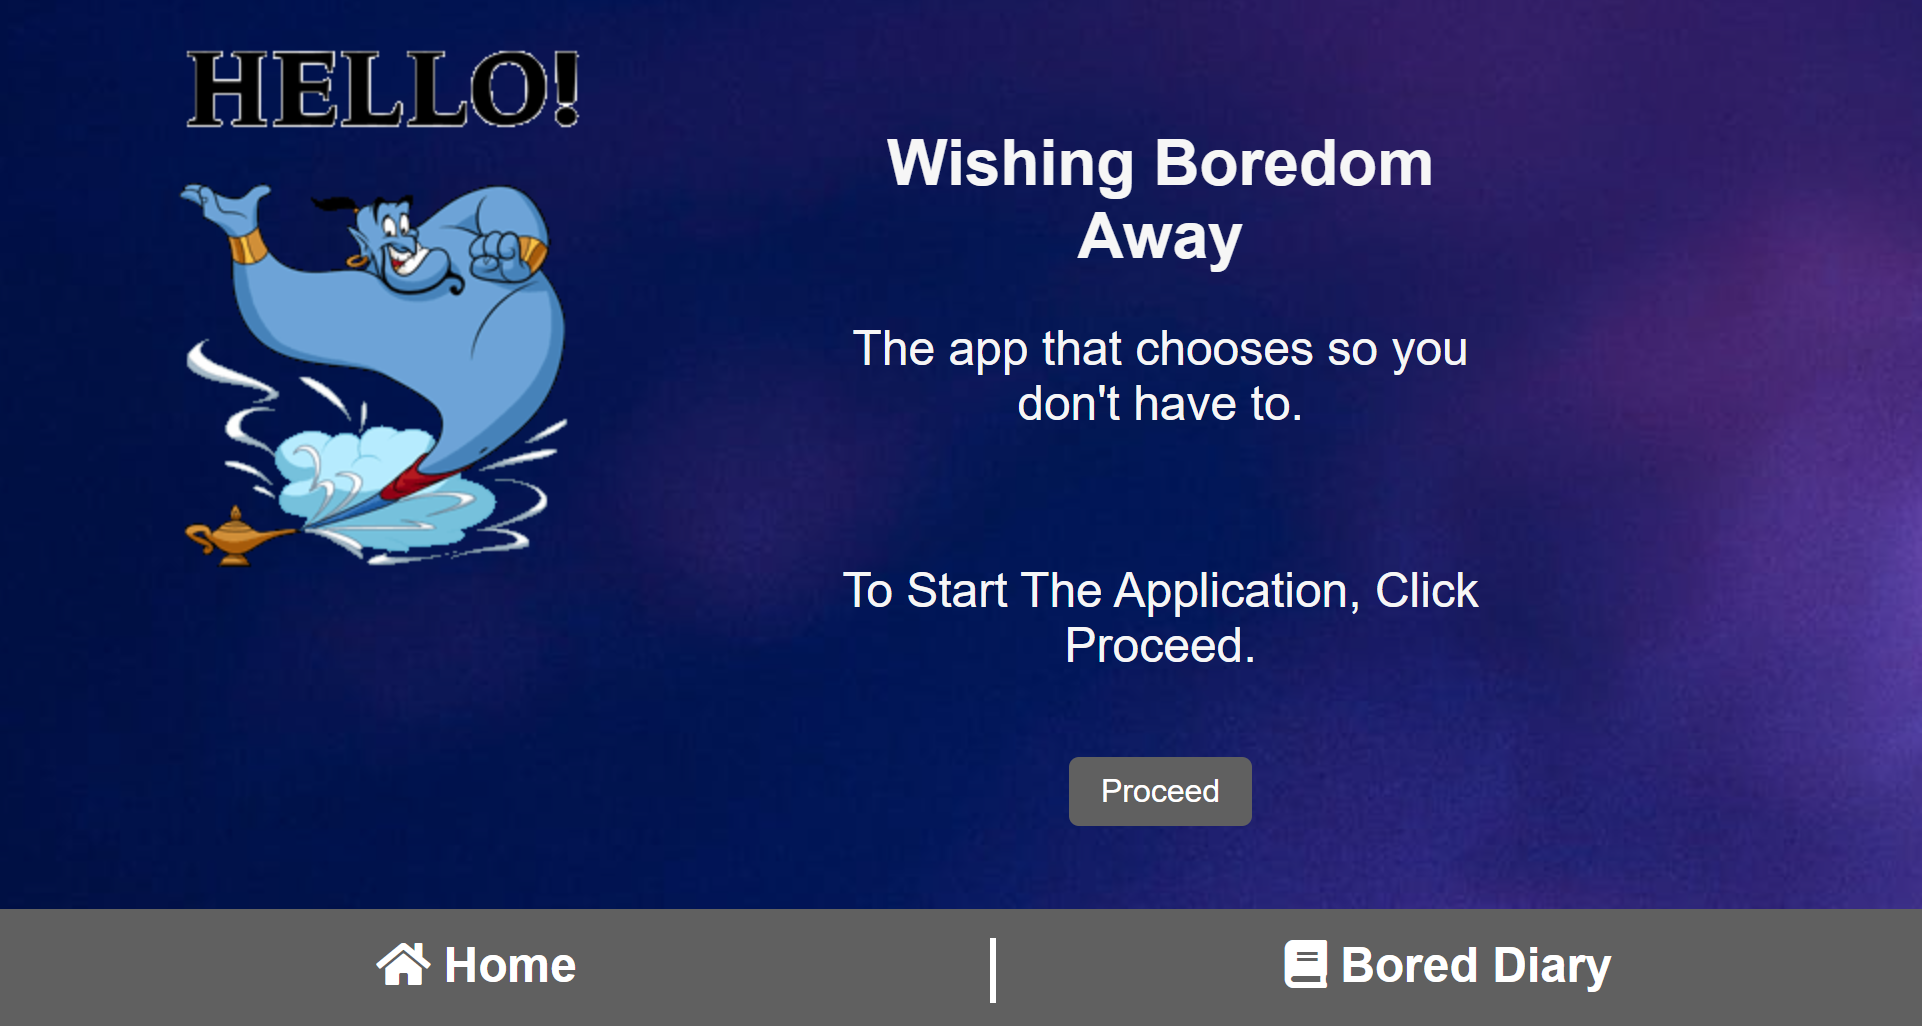 HELLO!
Wishing Boredom
Away
The app that chooses so you
don't have to.
To Start The Application, Click
Proceed.
Proceed
Home
Bored Diary